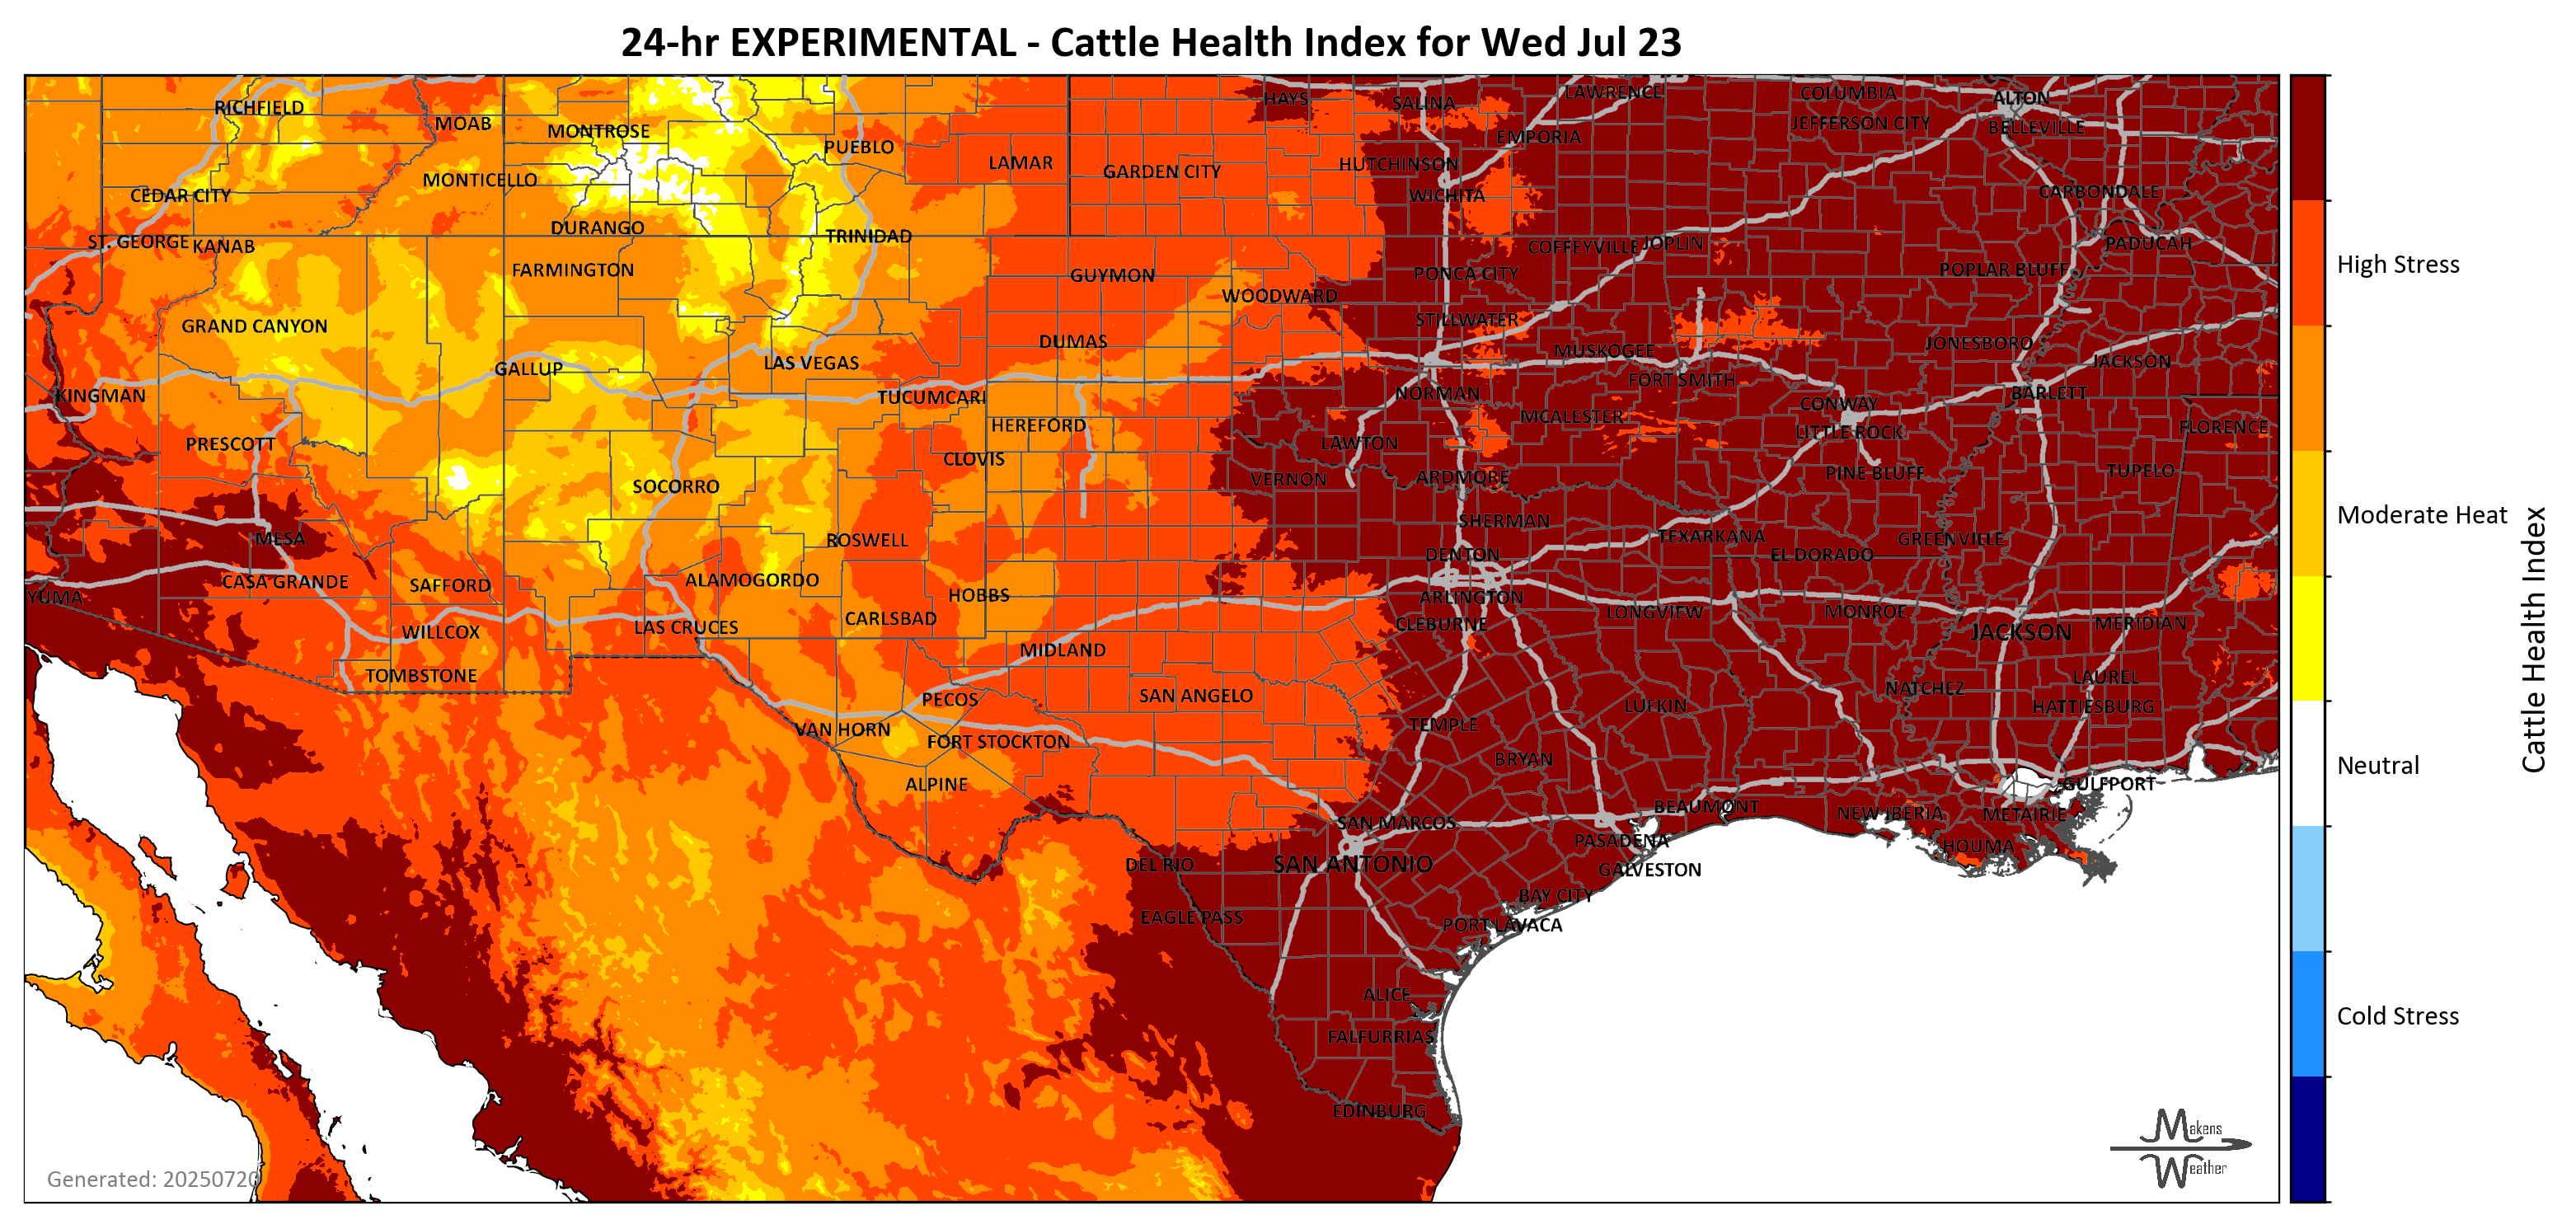 24-hr EXPERIMENTAL - Cattle Health Index for Wed Jul 23
RICHFIELD
MOAB
MONTROSE
PUEBLO
LAMAR
GARDEN CITY
HAYS
SALINA
LAWRENCE
COLUMBIA
ALTON
JEFFERSON CITY
BELLEVILLE
EMPORIA
HUTCHINSON
WICHITA
CEDAR CITY
MONTICELLO
CARBONDALE
ST. GEORGE
KANAB
DURANGO
TRINIDAD
COFFEYVILLE
JOPLIN
PADUCAH
FARMINGTON
GUYMON
PONCA CITY
POPLAR BLUFF
WOODWARD
GRAND CANYON
DUMAS
STILLWATER
MUSKOGEE
JONESBORO
JACKSON
GALLUP
LAS VEGAS
FORT SMITH
KINGMAN
TUCUMCARI
NORMAN
CONWAY
BARLETT
PRESCOTT
HEREFORD
MCALESTER
LITTLE ROCK
FLORENCE
CLOVIS
LAWTON
SOCORRO
VERNON
ARDMORE
PINE BLUFF
TUPELO
MESA
ROSWELL
SHERMAN
TEXARKANA
GREENVILLE
DENTON
EL DORADO
YUMA
CASA GRANDE
SAFFORD
ALAMOGORDO
HOBBS
ARLINGTON
LONGVIEW
MONROE
WILLCOX
LAS CRUCES
CARLSBAD
CLEBURNE
JACKSON
MERIDIAN
TOMBSTONE
MIDLAND
PECOS
SAN ANGELO
NATCHEZ
LAUREL
HATTIESBURG
VAN HORN
FORT STOCKTON
TEMPLE
LUFKIN
ALPINE
BRYAN
GULFPORT
SAN MARCOS
BEAUMONT
NEW IBERIA
METAIRIE
DEL RIO
SAN ANTONIO
PASADENA
GALVESTON
HOUMA
EAGLE PASS
BAY CITY
PORT LAVACA
ALICE
FALFURRIAS
EDINBURG
Generated: 20250720
Makens
Weather
High Stress
Moderate Heat
Neutral
Cold Stress
Cattle Health Index